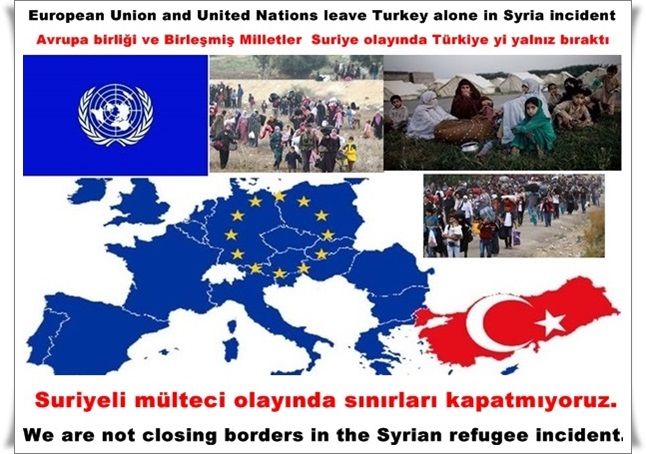 European Union and United Nations leave Turkey alone in Syria incident
Avrupa birliği ve Birleşmiş Milletler Suriye olayında Türkiye yi yalnız bıraktı
Suriyeli mülteci olayında sınırları kapatmıyoruz.
We are not closing borders in the Syrian refugee incident.